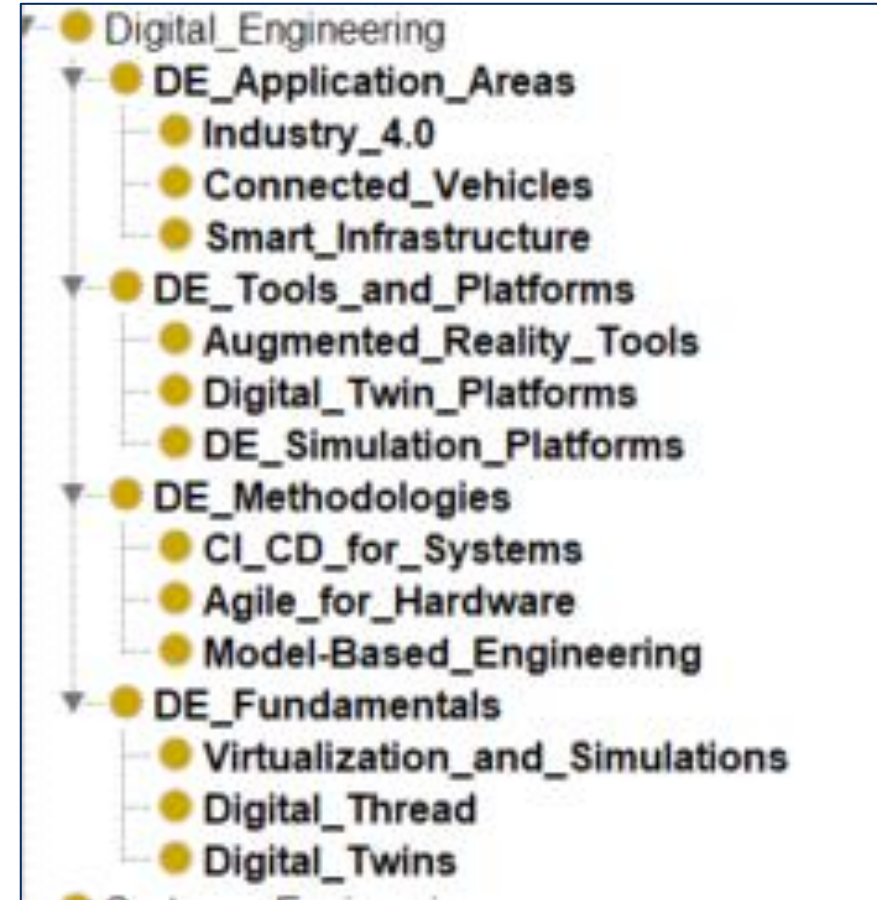 Digital_Engineering
DE_Application_Areas
Industry_4.0
Connected_Vehicles
Smart_Infrastructure
DE_Tools_and_Platforms
Augmented_Reality_Tools
Digital_Twin_Platforms
DE_Simulation_Platforms
DE_Methodologies
CI_CD_for_Systems
Agile_for_Hardware
Model-Based_Engineering
DE_Fundamentals
Virtualization_and_Simulations
Digital_Thread
Digital_Twins